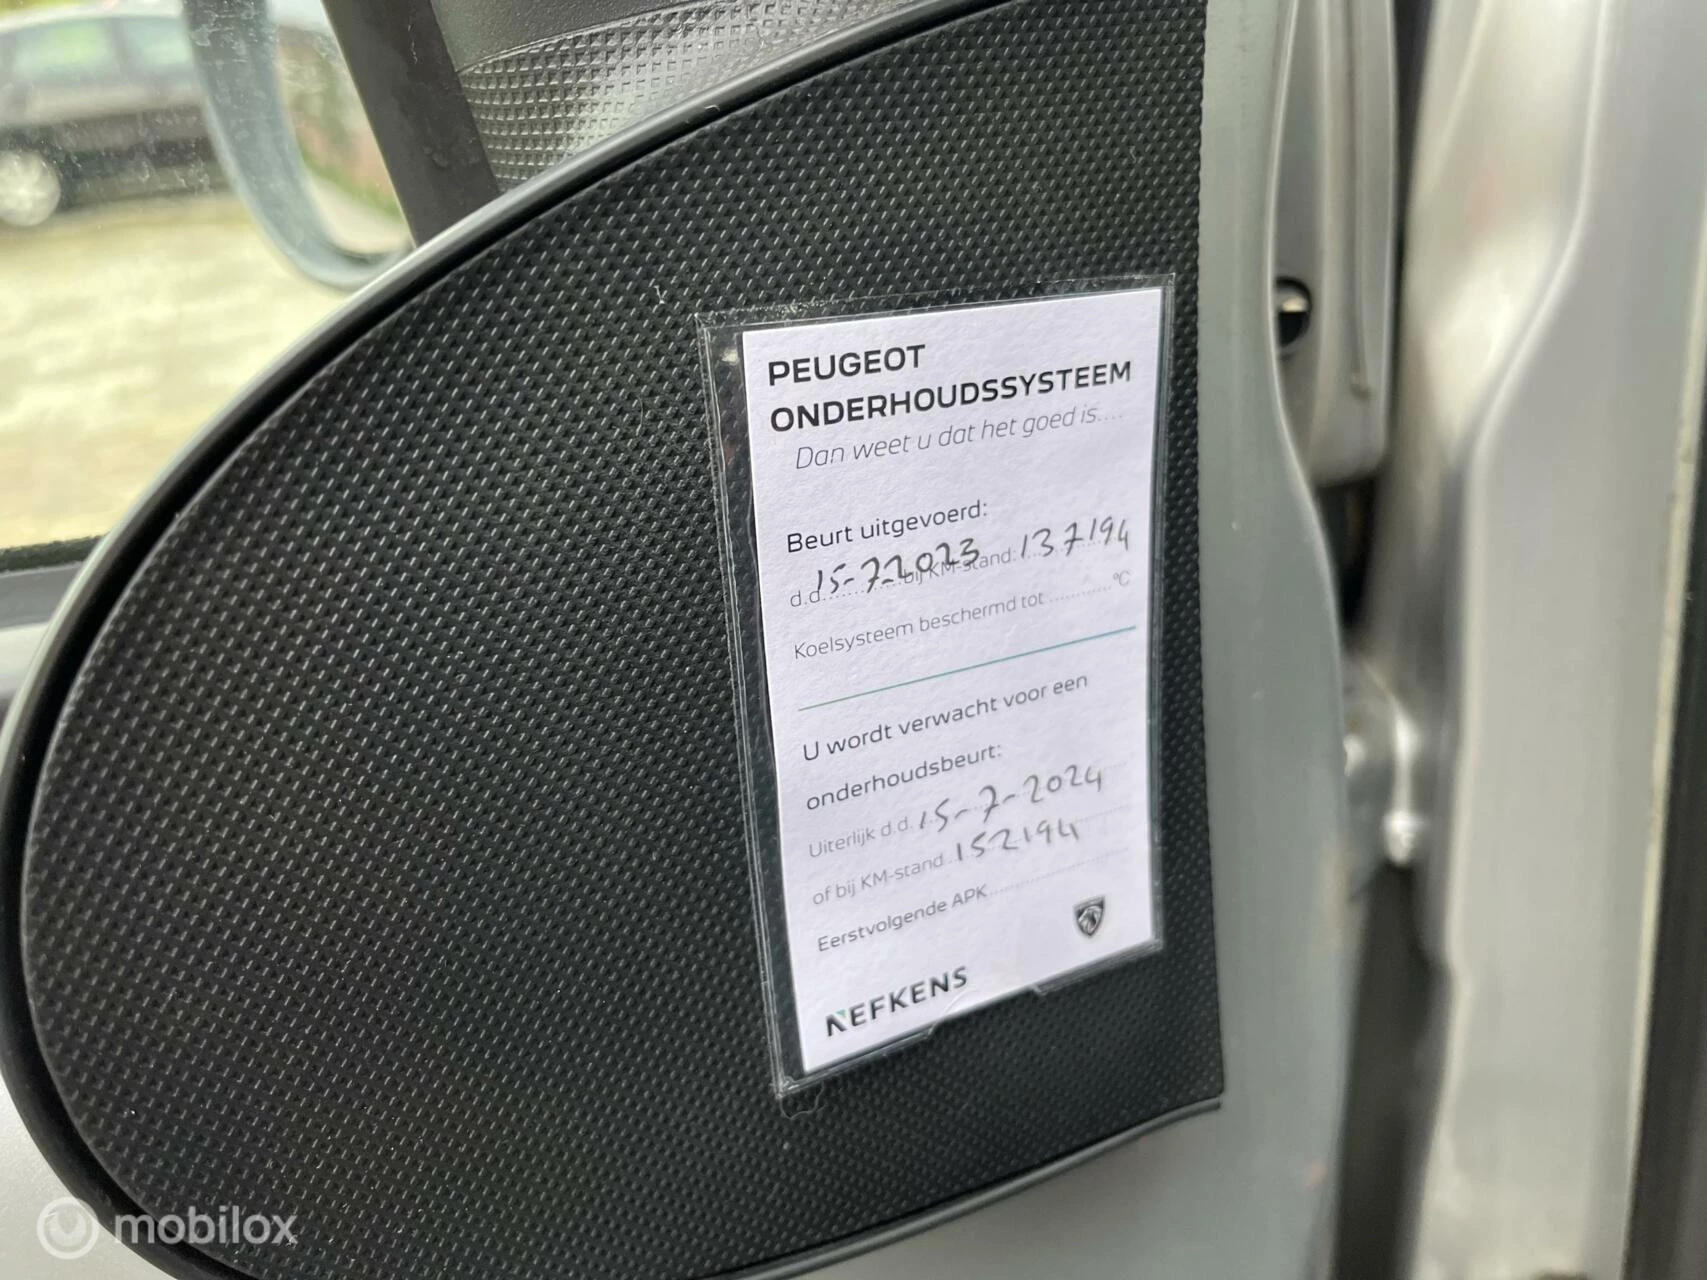 PEUGEOT
ONDERHOUDSSYSTEEM
Dan weet u dat het goed is....
Beurt uitgevoerd:
d.d. 15-7-2023 bij KM-stand: 137194
Koelsysteem beschermd tot ............ °C
U wordt verwacht voor een
onderhoudsbeurt:
Uiterlijk d.d. 15-7-2024
of bij KM-stand 152194
Eerstvolgende APK
NEFKENS
mobilox